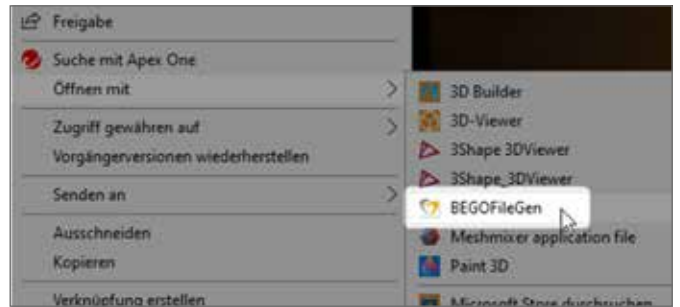 Freigabe
Suche mit Apex One
Öffnen mit
Zugriff gewähren auf
Vorgängerversionen wiederherstellen
Senden an
Ausschneiden
Kopieren
Verknüpfung erstellen
3D Builder
3D-Viewer
3Shape 3DViewer
3Shape_3DViewer
BEGOFileGen
Meshmixer application file
Paint 3D
Microsoft Store durchsuchen